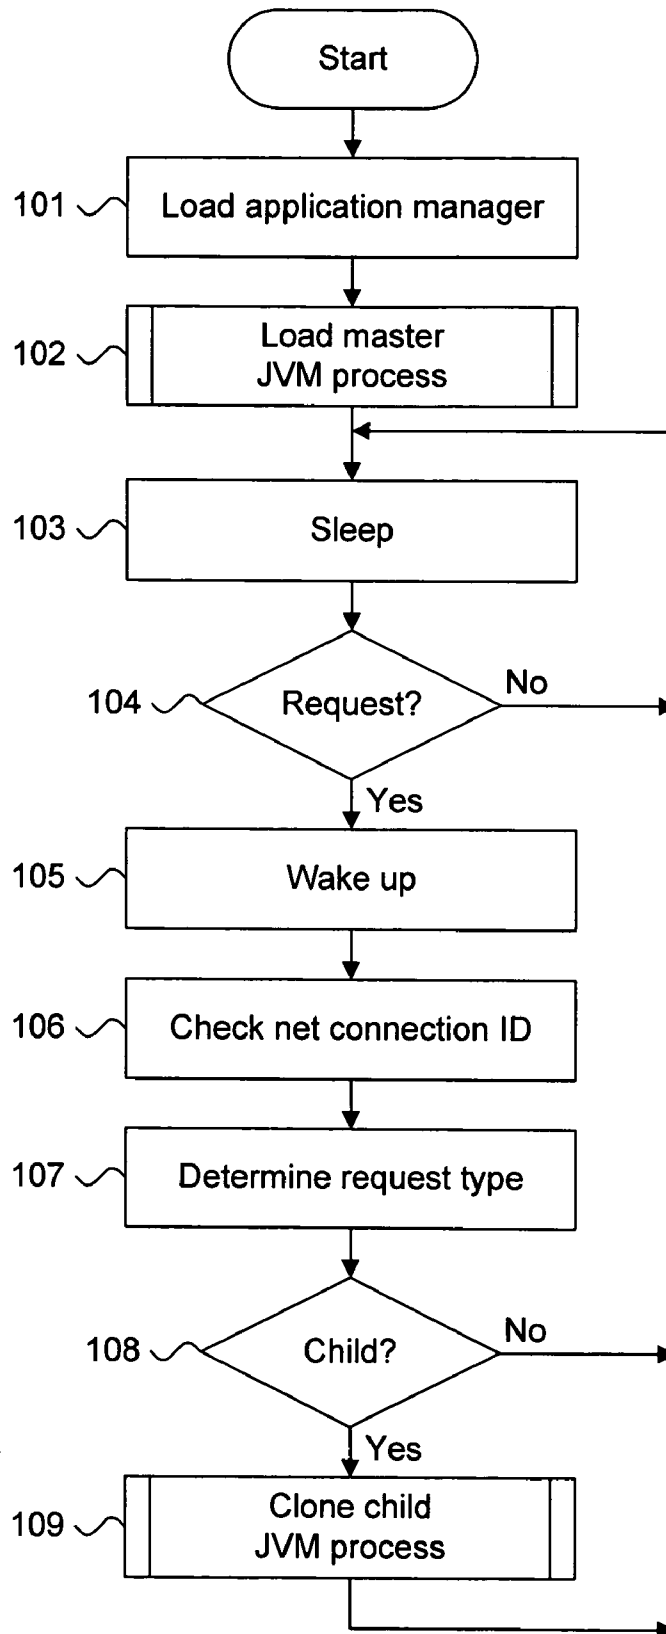 Start
101
Load application manager
102
Load master
JVM process
103
Sleep
104
Request?
No
Yes
105
Wake up
106
Check net connection ID
107
Determine request type
108
Child?
No
Yes
109
Clone child
JVM process